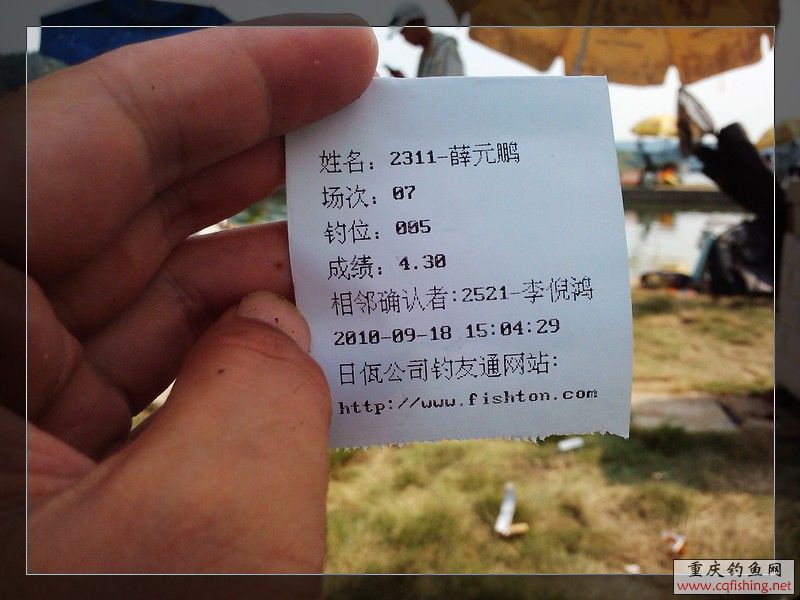 姓名: 2311-薛元鹏
场次: 07
钓位: 005
成绩: 4.30
相邻确认者:2521-李倪鸿
2010-09-18 15:04:29
日佤公司钓友通网站:
http://www.fishton.com
重庆钓鱼网
www.cqfishing.net